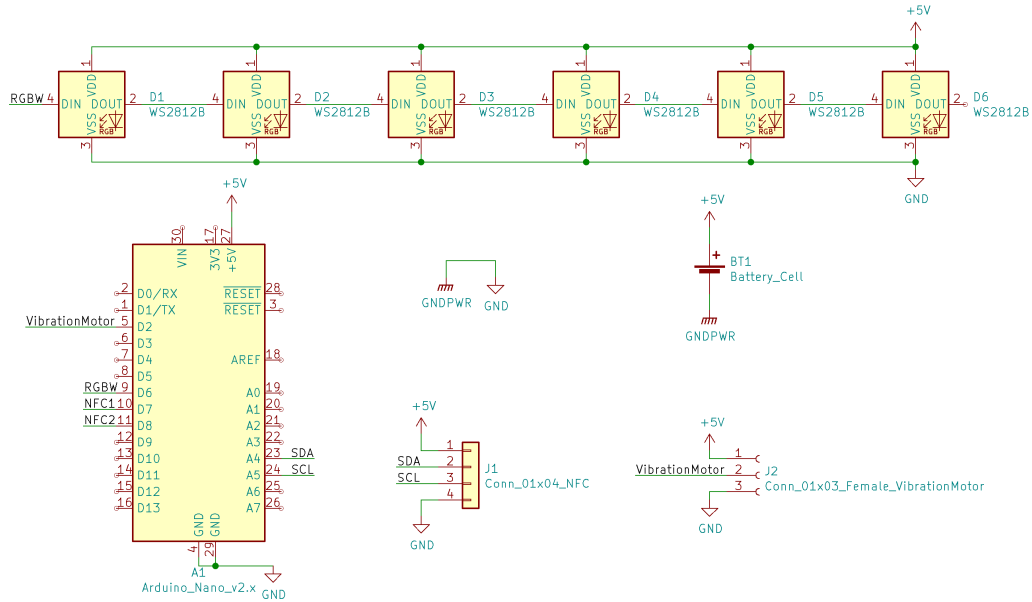 +5V
1 1 1 1 1 1
VDD VDD VDD VDD VDD VDD
RGBW 4 DIN DOUT 2 D1 4 DIN DOUT 2 D2 4 DIN DOUT 2 D3 4 DIN DOUT 2 D4 4 DIN DOUT 2 D5 4 DIN DOUT 2 D6
WS2812B WS2812B WS2812B WS2812B WS2812B WS2812B
VSS VSS VSS VSS VSS VSS
RGB RGB RGB RGB RGB RGB
3 3 3 3 3 3
GND
+5V
30 17 27
VIN 3V3 +5V
2 D0/RX RESET 28
1 D1/TX RESET 3
VibrationMotor 5 D2
6 D3
7 D4 AREF 18
8 D5
RGBW 9 D6 A0 19
NFC1 10 D7 A1 20
NFC2 11 D8 A2 21
12 D9 A3 22
13 D10 A4 23 SDA
14 D11 A5 24 SCL
15 D12 A6 25
16 D13 A7 26
GND GND
4 29
A1
Arduino_Nano_v2.x
GND
GNDPWR GND
+5V
+
BT1
Battery_Cell
GNDPWR
+5V
1
SDA 2
SCL 3
4
J1
Conn_01x04_NFC
GND
+5V
1
VibrationMotor 2
3
J2
Conn_01x03_Female_VibrationMotor
GND